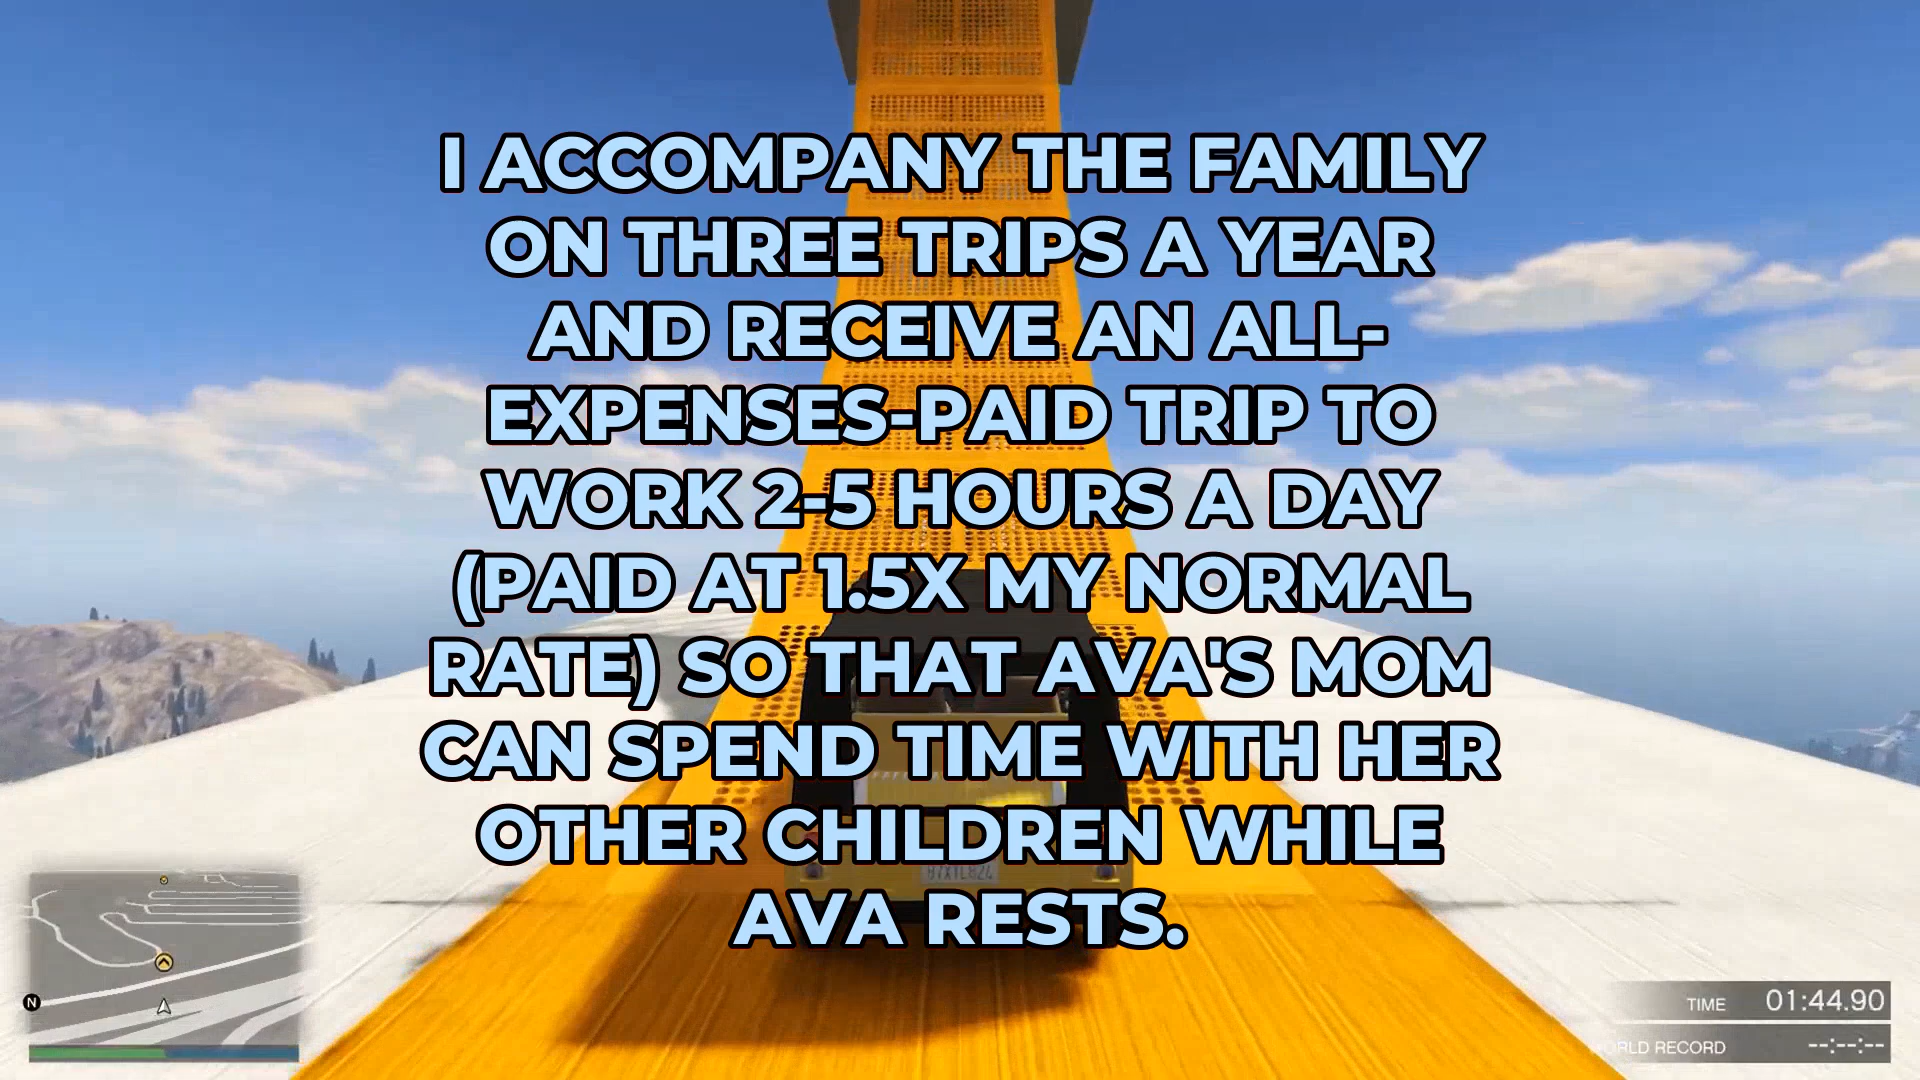 I ACCOMPANY THE FAMILY
ON THREE TRIPS A YEAR
AND RECEIVE AN ALL-
EXPENSES-PAID TRIP TO
WORK 2-5 HOURS A DAY
(PAID AT 1.5X MY NORMAL
RATE) SO THAT AVA'S MOM
CAN SPEND TIME WITH HER
OTHER CHILDREN WHILE
AVA RESTS.
N
TIME 01:44.90
WORLD RECORD --:--:--